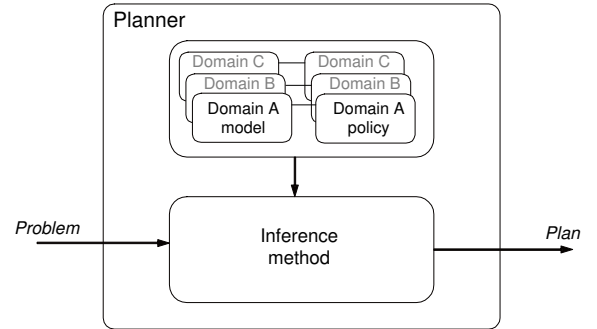 Planner
Domain C
Domain C
Domain B
Domain B
Domain A
model
Domain A
policy
Problem
Inference
method
Plan